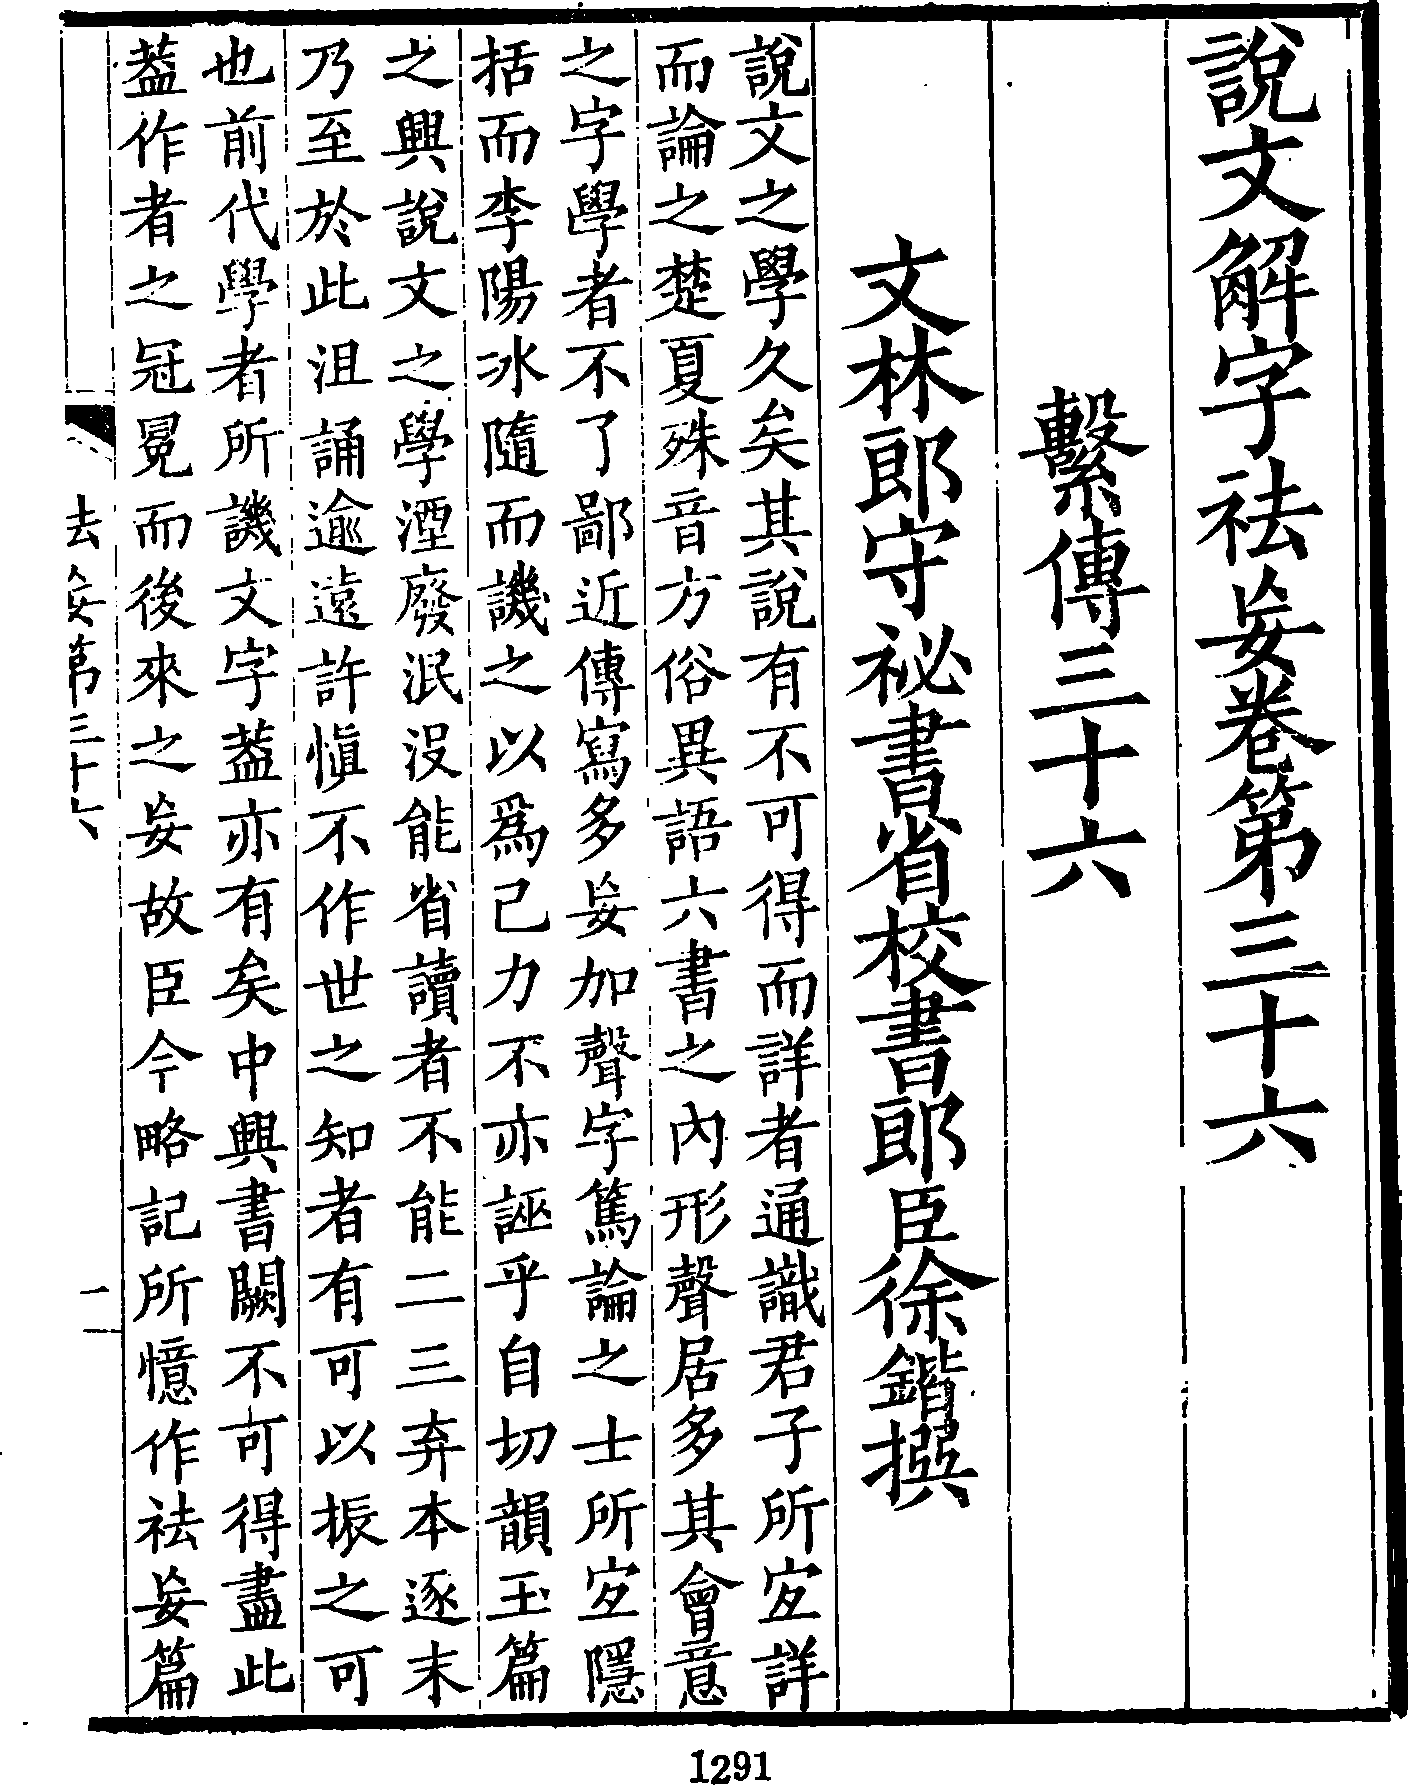 說文解字祛妄卷第三十六
繫傳三十六
文林郎守祕書省校書郎臣徐鍇撰
說文之學久矣其說有不可得而詳者通識君子所宐詳
而論之楚夏殊音方俗異語六書之內形聲居多其會意
之字學者不了鄙近傳寫多妄加聲字篤論之士所宐隱
括而李陽冰隨而譏之以爲己力不亦誣乎自切韻玉篇
之興說文之學湮廢泯沒能省讀者不能二三弃本逐末
乃至於此沮誦逾遠許愼不作世之知者有可以振之可
也前代學者所譏文字葢亦有矣中興書闕不可得盡此
葢作者之冠冕而後來之妄故臣今略記所憶作祛妄篇
祛妄第三十六
一
1291